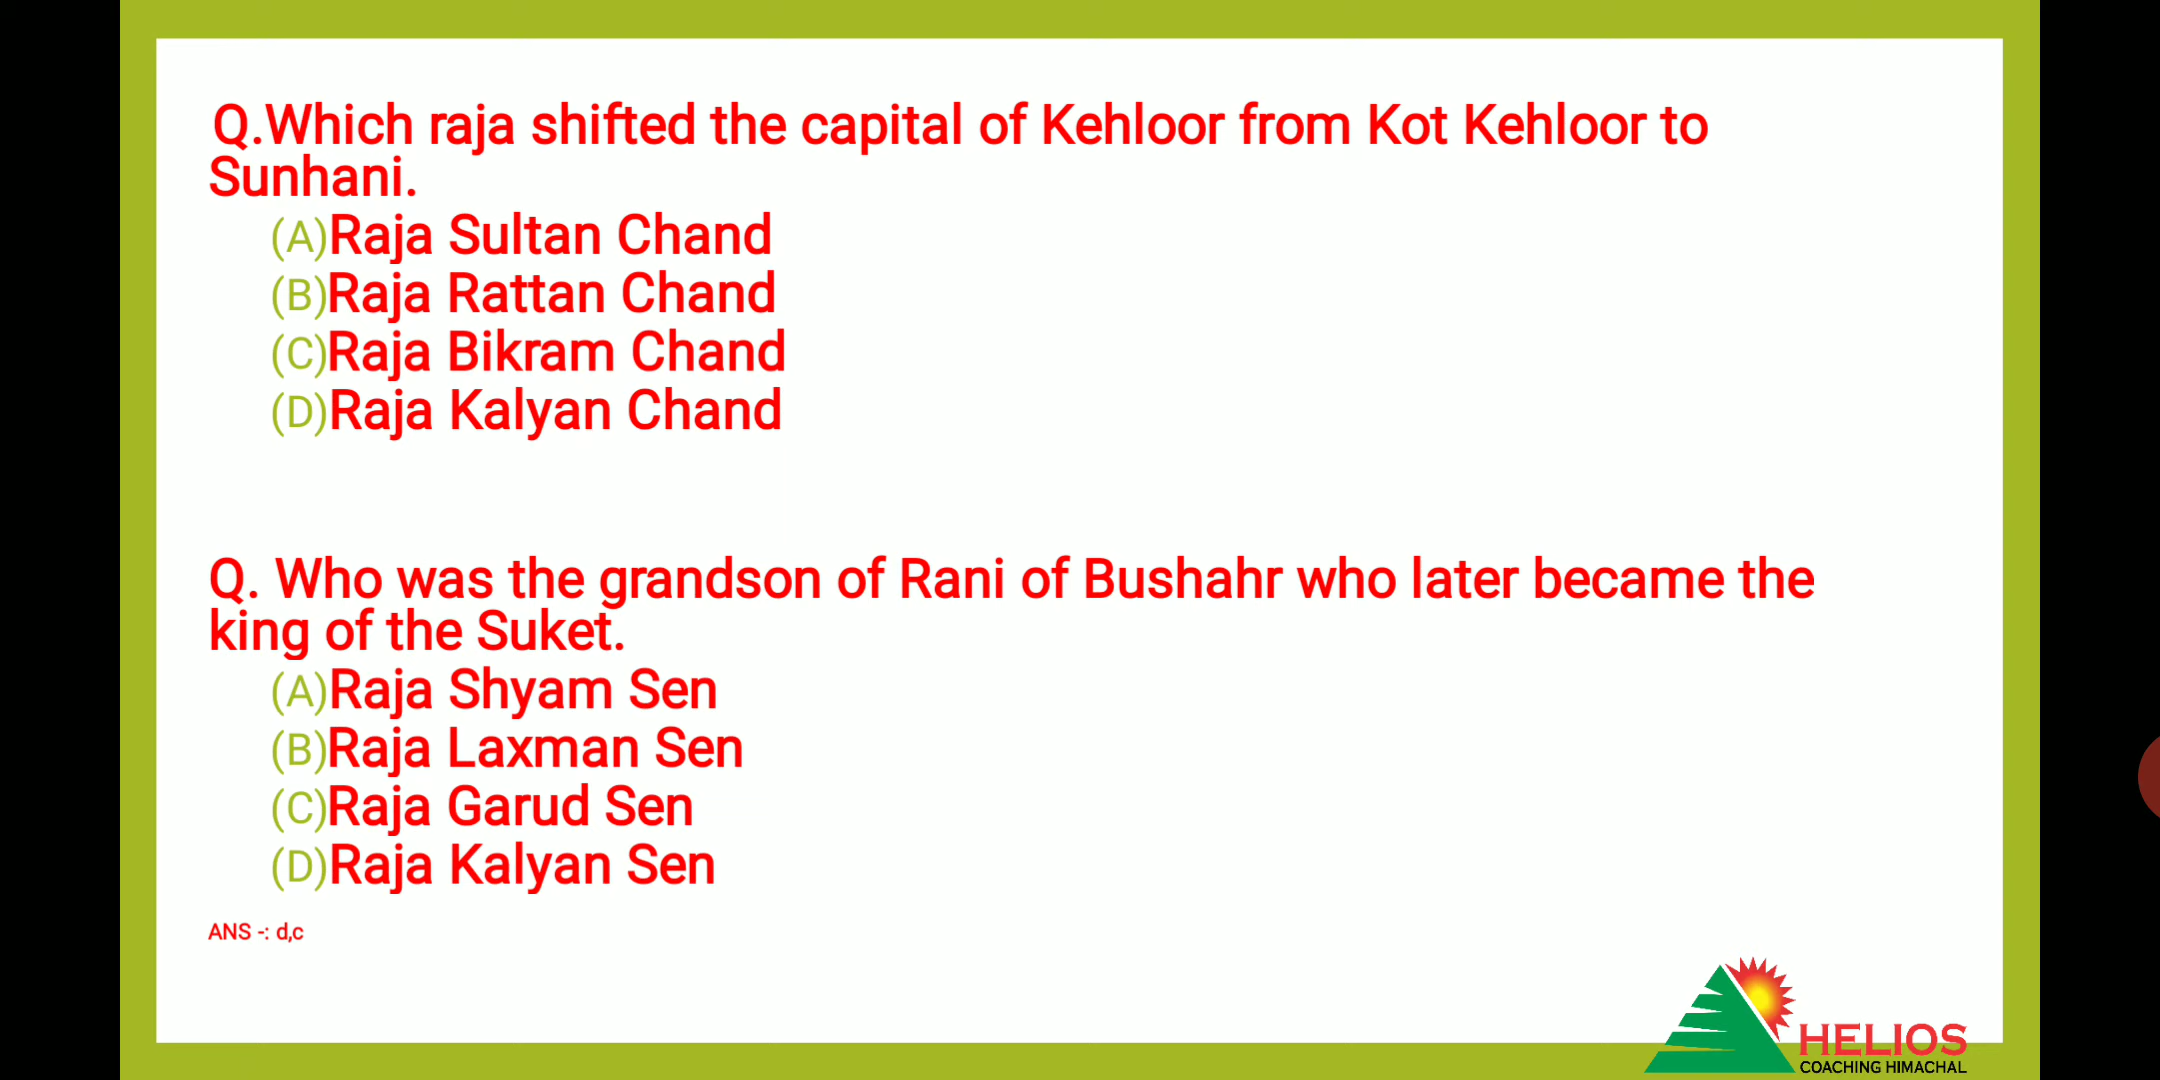 Q.Which raja shifted the capital of Kehloor from Kot Kehloor to
Sunhani.
(A)Raja Sultan Chand
(B)Raja Rattan Chand
(C)Raja Bikram Chand
(D)Raja Kalyan Chand
Q. Who was the grandson of Rani of Bushahr who later became the
king of the Suket.
(A)Raja Shyam Sen
(B)Raja Laxman Sen
(C)Raja Garud Sen
(D)Raja Kalyan Sen
ANS -: d,c
HELIOS
COACHING HIMACHAL